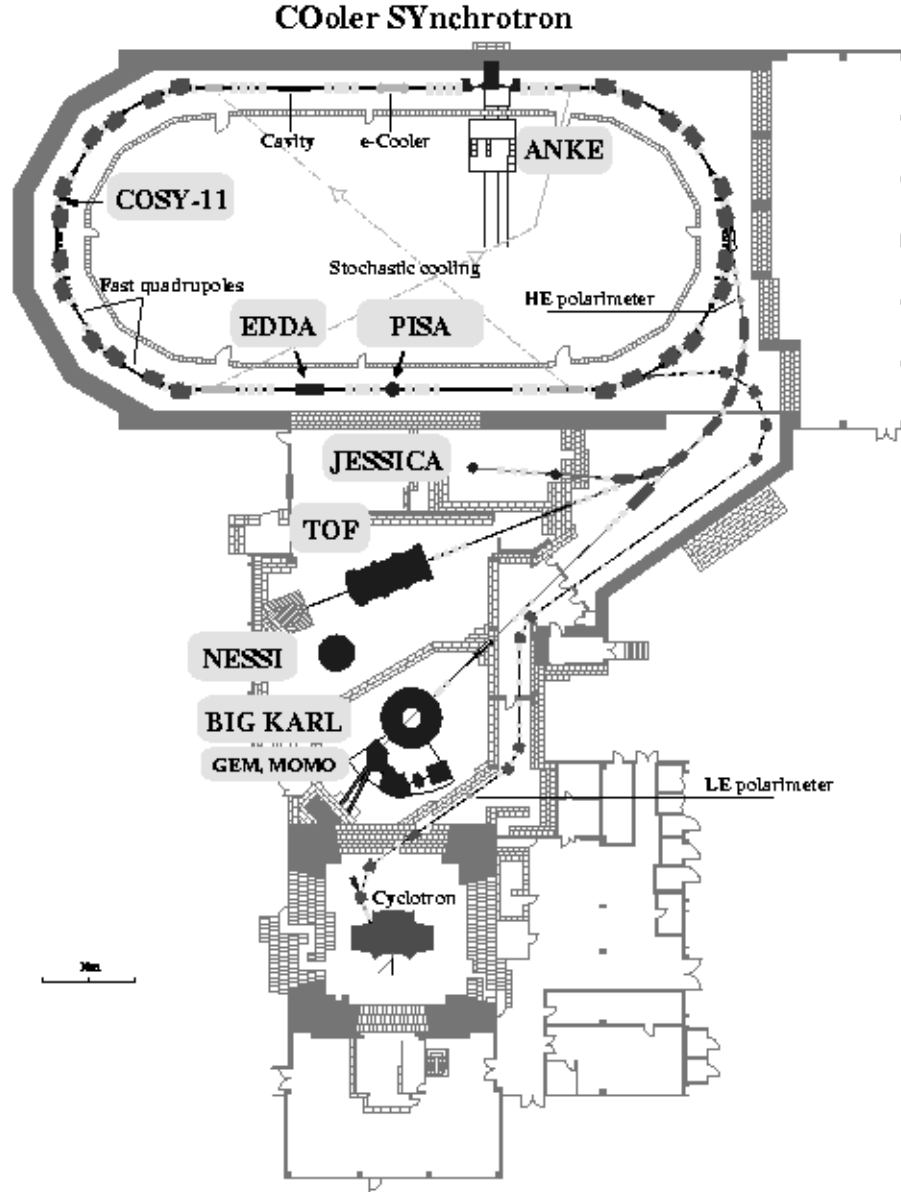 COoler SYnchrotron
Cavity
e-Cooler
ANKE
COSY-11
Stochastic cooling
Fast quadrupoles
HE polarimeter
EDDA
PISA
JESSICA
TOF
NESSI
BIG KARL
GEM, MOMO
LE polarimeter
Cyclotron